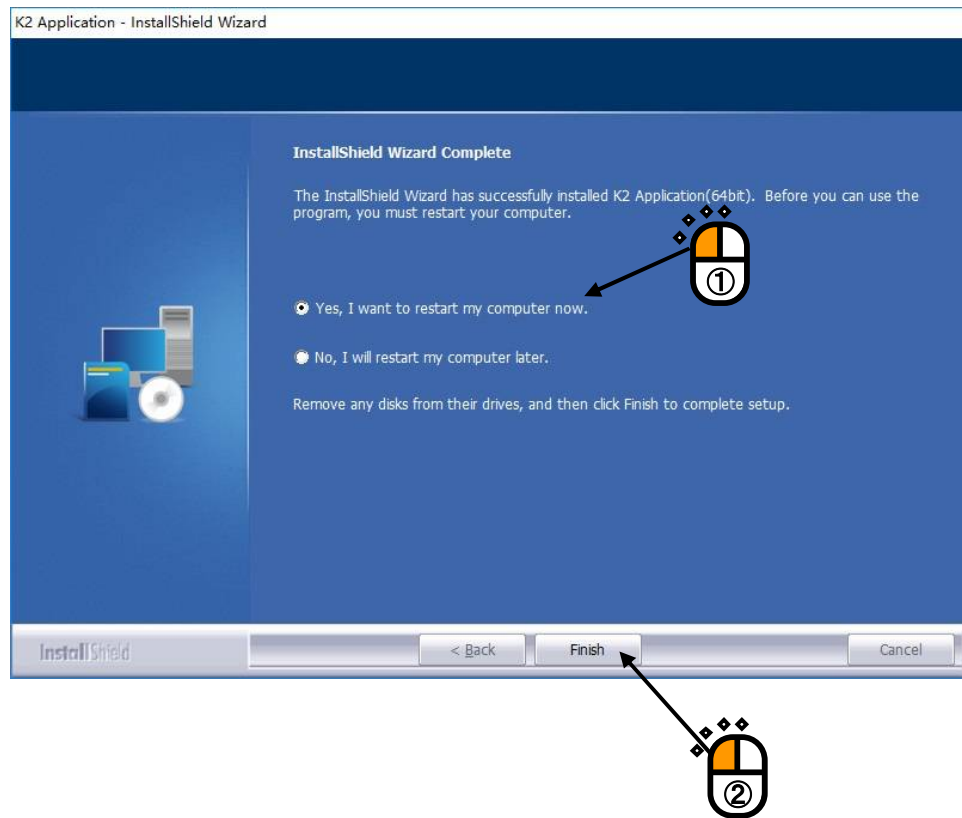 K2 Application - InstallShield Wizard
InstallShield Wizard Complete
The InstallShield Wizard has successfully installed K2 Application(64bit). Before you can use the
program, you must restart your computer.
①
Yes, I want to restart my computer now.
No, I will restart my computer later.
Remove any disks from their drives, and then click Finish to complete setup.
InstallShield
< Back
Finish
Cancel
②